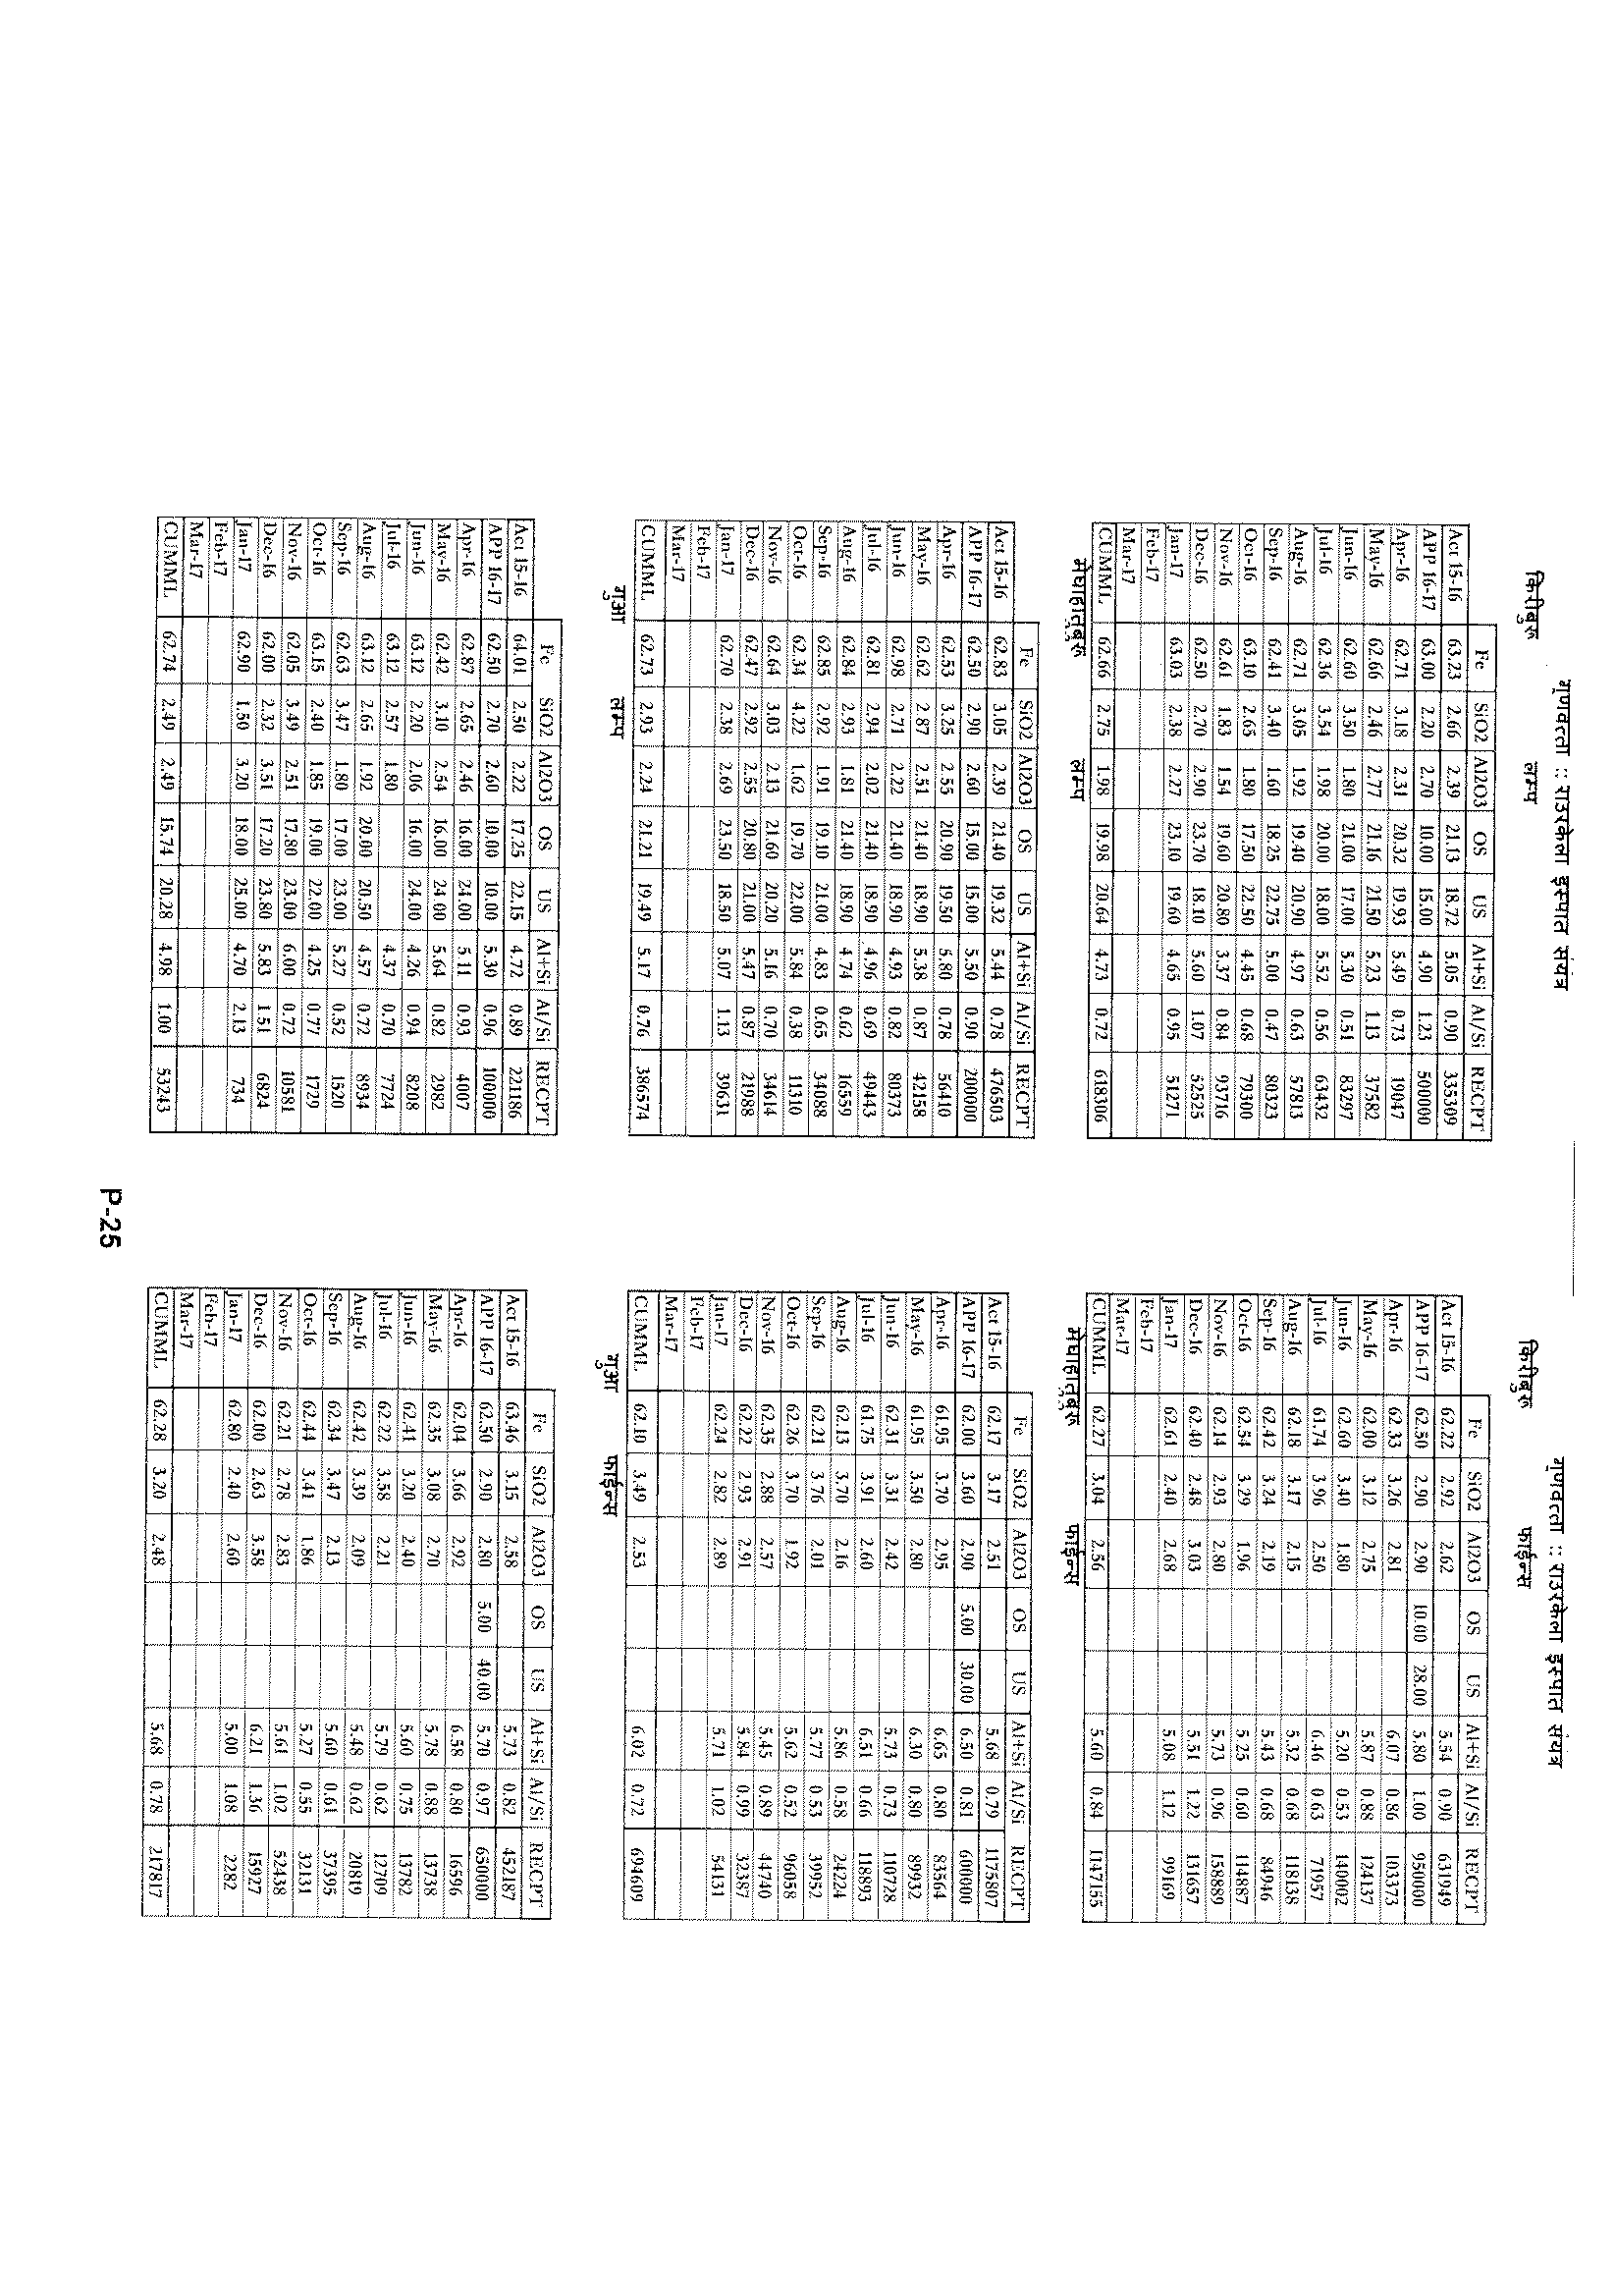 गुणवत्ता :: राउरकेला इस्पात संयंत्र
किरीबुरू लम्प
Fe SiO2 Al2O3 OS US Al+Si Al/Si RECPT
Act 15-16 63.23 2.66 2.39 21.13 18.72 5.05 0.90 335309
APP 16-17 63.00 2.20 2.70 10.00 15.00 4.90 1.23 500000
Apr-16 62.71 3.18 2.31 20.32 19.93 5.49 0.73 19047
May-16 62.66 2.46 2.77 21.16 21.50 5.23 1.13 37582
Jun-16 62.60 3.50 1.80 21.00 17.00 5.30 0.51 83297
Jul-16 62.36 3.54 1.98 20.00 18.00 5.52 0.56 63432
Aug-16 62.71 3.05 1.92 19.40 20.90 4.97 0.63 57813
Sep-16 62.41 3.40 1.60 18.25 22.75 5.00 0.47 80323
Oct-16 63.10 2.65 1.80 17.50 22.50 4.45 0.68 79300
Nov-16 62.61 1.83 1.54 19.60 20.80 3.37 0.84 93716
Dec-16 62.50 2.70 2.90 23.70 18.10 5.60 1.07 52525
Jan-17 63.03 2.38 2.27 23.10 19.60 4.65 0.95 51271
Feb-17
Mar-17
CUMML 62.66 2.75 1.98 19.98 20.64 4.73 0.72 618306
मेघाहातुबुरू लम्प
Fe SiO2 Al2O3 OS US Al+Si Al/Si RECPT
Act 15-16 62.83 3.05 2.39 21.40 19.32 5.44 0.78 476503
APP 16-17 62.50 2.90 2.60 15.00 15.00 5.50 0.90 200000
Apr-16 62.53 3.25 2.55 20.90 19.50 5.80 0.78 56410
May-16 62.62 2.87 2.51 21.40 18.90 5.38 0.87 42158
Jun-16 62.98 2.71 2.22 21.40 18.90 4.93 0.82 80373
Jul-16 62.81 2.94 2.02 21.40 18.90 4.96 0.69 49443
Aug-16 62.84 2.93 1.81 21.40 18.90 4.74 0.62 16559
Sep-16 62.85 2.92 1.91 19.10 21.00 4.83 0.65 34088
Oct-16 62.34 4.22 1.62 19.70 22.00 5.84 0.38 11310
Nov-16 62.64 3.03 2.13 21.60 20.20 5.16 0.70 34614
Dec-16 62.47 2.92 2.55 20.80 21.00 5.47 0.87 21988
Jan-17 62.70 2.38 2.69 23.50 18.50 5.07 1.13 39631
Feb-17
Mar-17
CUMML 62.73 2.93 2.24 21.21 19.49 5.17 0.76 386574
गुआ लम्प
Fe SiO2 Al2O3 OS US Al+Si Al/Si RECPT
Act 15-16 64.01 2.50 2.22 17.25 22.15 4.72 0.89 221186
APP 16-17 62.50 2.70 2.60 10.00 10.00 5.30 0.96 100000
Apr-16 62.87 2.65 2.46 16.00 24.00 5.11 0.93 4007
May-16 62.42 3.10 2.54 16.00 24.00 5.64 0.82 2982
Jun-16 63.12 2.20 2.06 16.00 24.00 4.26 0.94 8208
Jul-16 63.12 2.57 1.80 4.37 0.70 7724
Aug-16 63.12 2.65 1.92 20.00 20.50 4.57 0.72 8934
Sep-16 62.63 3.47 1.80 17.00 23.00 5.27 0.52 1520
Oct-16 63.15 2.40 1.85 19.00 22.00 4.25 0.77 1729
Nov-16 62.05 3.49 2.51 17.80 23.00 6.00 0.72 10581
Dec-16 62.00 2.32 3.51 17.20 23.80 5.83 1.51 6824
Jan-17 62.90 1.50 3.20 18.00 25.00 4.70 2.13 734
Feb-17
Mar-17
CUMML 62.74 2.49 2.49 15.74 20.28 4.98 1.00 53243
गुणवत्ता :: राउरकेला इस्पात संयंत्र
किरीबुरू फाईन्स
Fe SiO2 Al2O3 OS US Al+Si Al/Si RECPT
Act 15-16 62.22 2.92 2.62 5.54 0.90 631949
APP 16-17 62.50 2.90 2.90 10.00 28.00 5.80 1.00 950000
Apr-16 62.33 3.26 2.81 6.07 0.86 103373
May-16 62.00 3.12 2.75 5.87 0.88 124137
Jun-16 62.60 3.40 1.80 5.20 0.53 140002
Jul-16 61.74 3.96 2.50 6.46 0.63 71957
Aug-16 62.18 3.17 2.15 5.32 0.68 118138
Sep-16 62.42 3.24 2.19 5.43 0.68 84946
Oct-16 62.54 3.29 1.96 5.25 0.60 114887
Nov-16 62.14 2.93 2.80 5.73 0.96 158889
Dec-16 62.40 2.48 3.03 5.51 1.22 131657
Jan-17 62.61 2.40 2.68 5.08 1.12 99169
Feb-17
Mar-17
CUMML 62.27 3.04 2.56 5.60 0.84 1147155
मेघाहातुबुरू फाईन्स
Fe SiO2 Al2O3 OS US Al+Si Al/Si RECPT
Act 15-16 62.17 3.17 2.51 5.68 0.79 1175807
APP 16-17 62.00 3.60 2.90 5.00 30.00 6.50 0.81 600000
Apr-16 61.95 3.70 2.95 6.65 0.80 83564
May-16 61.95 3.50 2.80 6.30 0.80 89932
Jun-16 62.31 3.31 2.42 5.73 0.73 110728
Jul-16 61.75 3.91 2.60 6.51 0.66 118893
Aug-16 62.13 3.70 2.16 5.86 0.58 24224
Sep-16 62.21 3.76 2.01 5.77 0.53 39952
Oct-16 62.26 3.70 1.92 5.62 0.52 96058
Nov-16 62.35 2.88 2.57 5.45 0.89 44740
Dec-16 62.22 2.93 2.91 5.84 0.99 32387
Jan-17 62.24 2.82 2.89 5.71 1.02 54131
Feb-17
Mar-17
CUMML 62.10 3.49 2.53 6.02 0.72 694609
गुआ फाईन्स
Fe SiO2 Al2O3 OS US Al+Si Al/Si RECPT
Act 15-16 63.46 3.15 2.58 5.73 0.82 452187
APP 16-17 62.50 2.90 2.80 5.00 40.00 5.70 0.97 650000
Apr-16 62.04 3.66 2.92 6.58 0.80 16596
May-16 62.35 3.08 2.70 5.78 0.88 13738
Jun-16 62.41 3.20 2.40 5.60 0.75 13782
Jul-16 62.22 3.58 2.21 5.79 0.62 12709
Aug-16 62.42 3.39 2.09 5.48 0.62 20819
Sep-16 62.34 3.47 2.13 5.60 0.61 37395
Oct-16 62.44 3.41 1.86 5.27 0.55 32131
Nov-16 62.21 2.78 2.83 5.61 1.02 52438
Dec-16 62.00 2.63 3.58 6.21 1.36 15927
Jan-17 62.80 2.40 2.60 5.00 1.08 2282
Feb-17
Mar-17
CUMML 62.28 3.20 2.48 5.68 0.78 217817
P-25